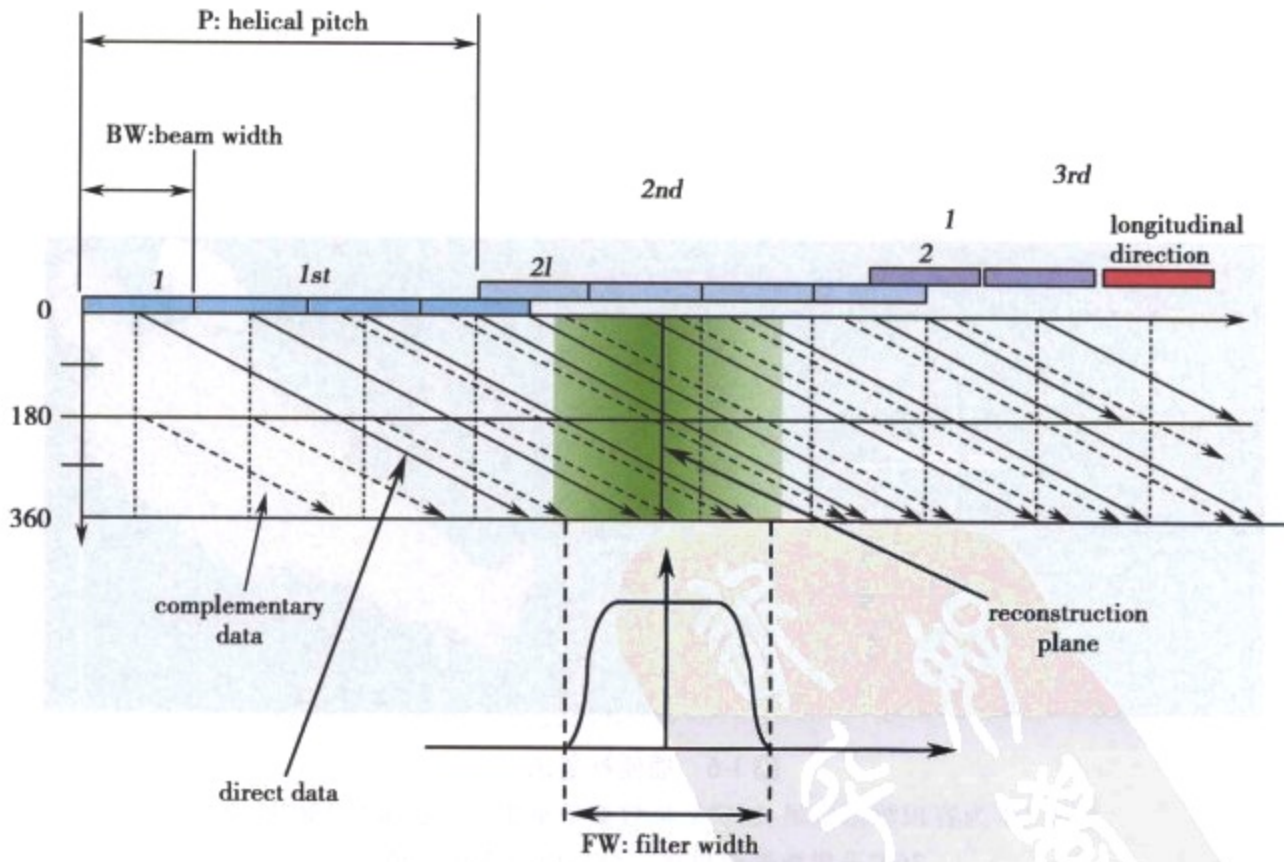 P: helical pitch
BW:beam width
2nd
3rd
1
longitudinal
direction
1
1st
2I
2
0
180
360
complementary
data
reconstruction
plane
direct data
FW: filter width